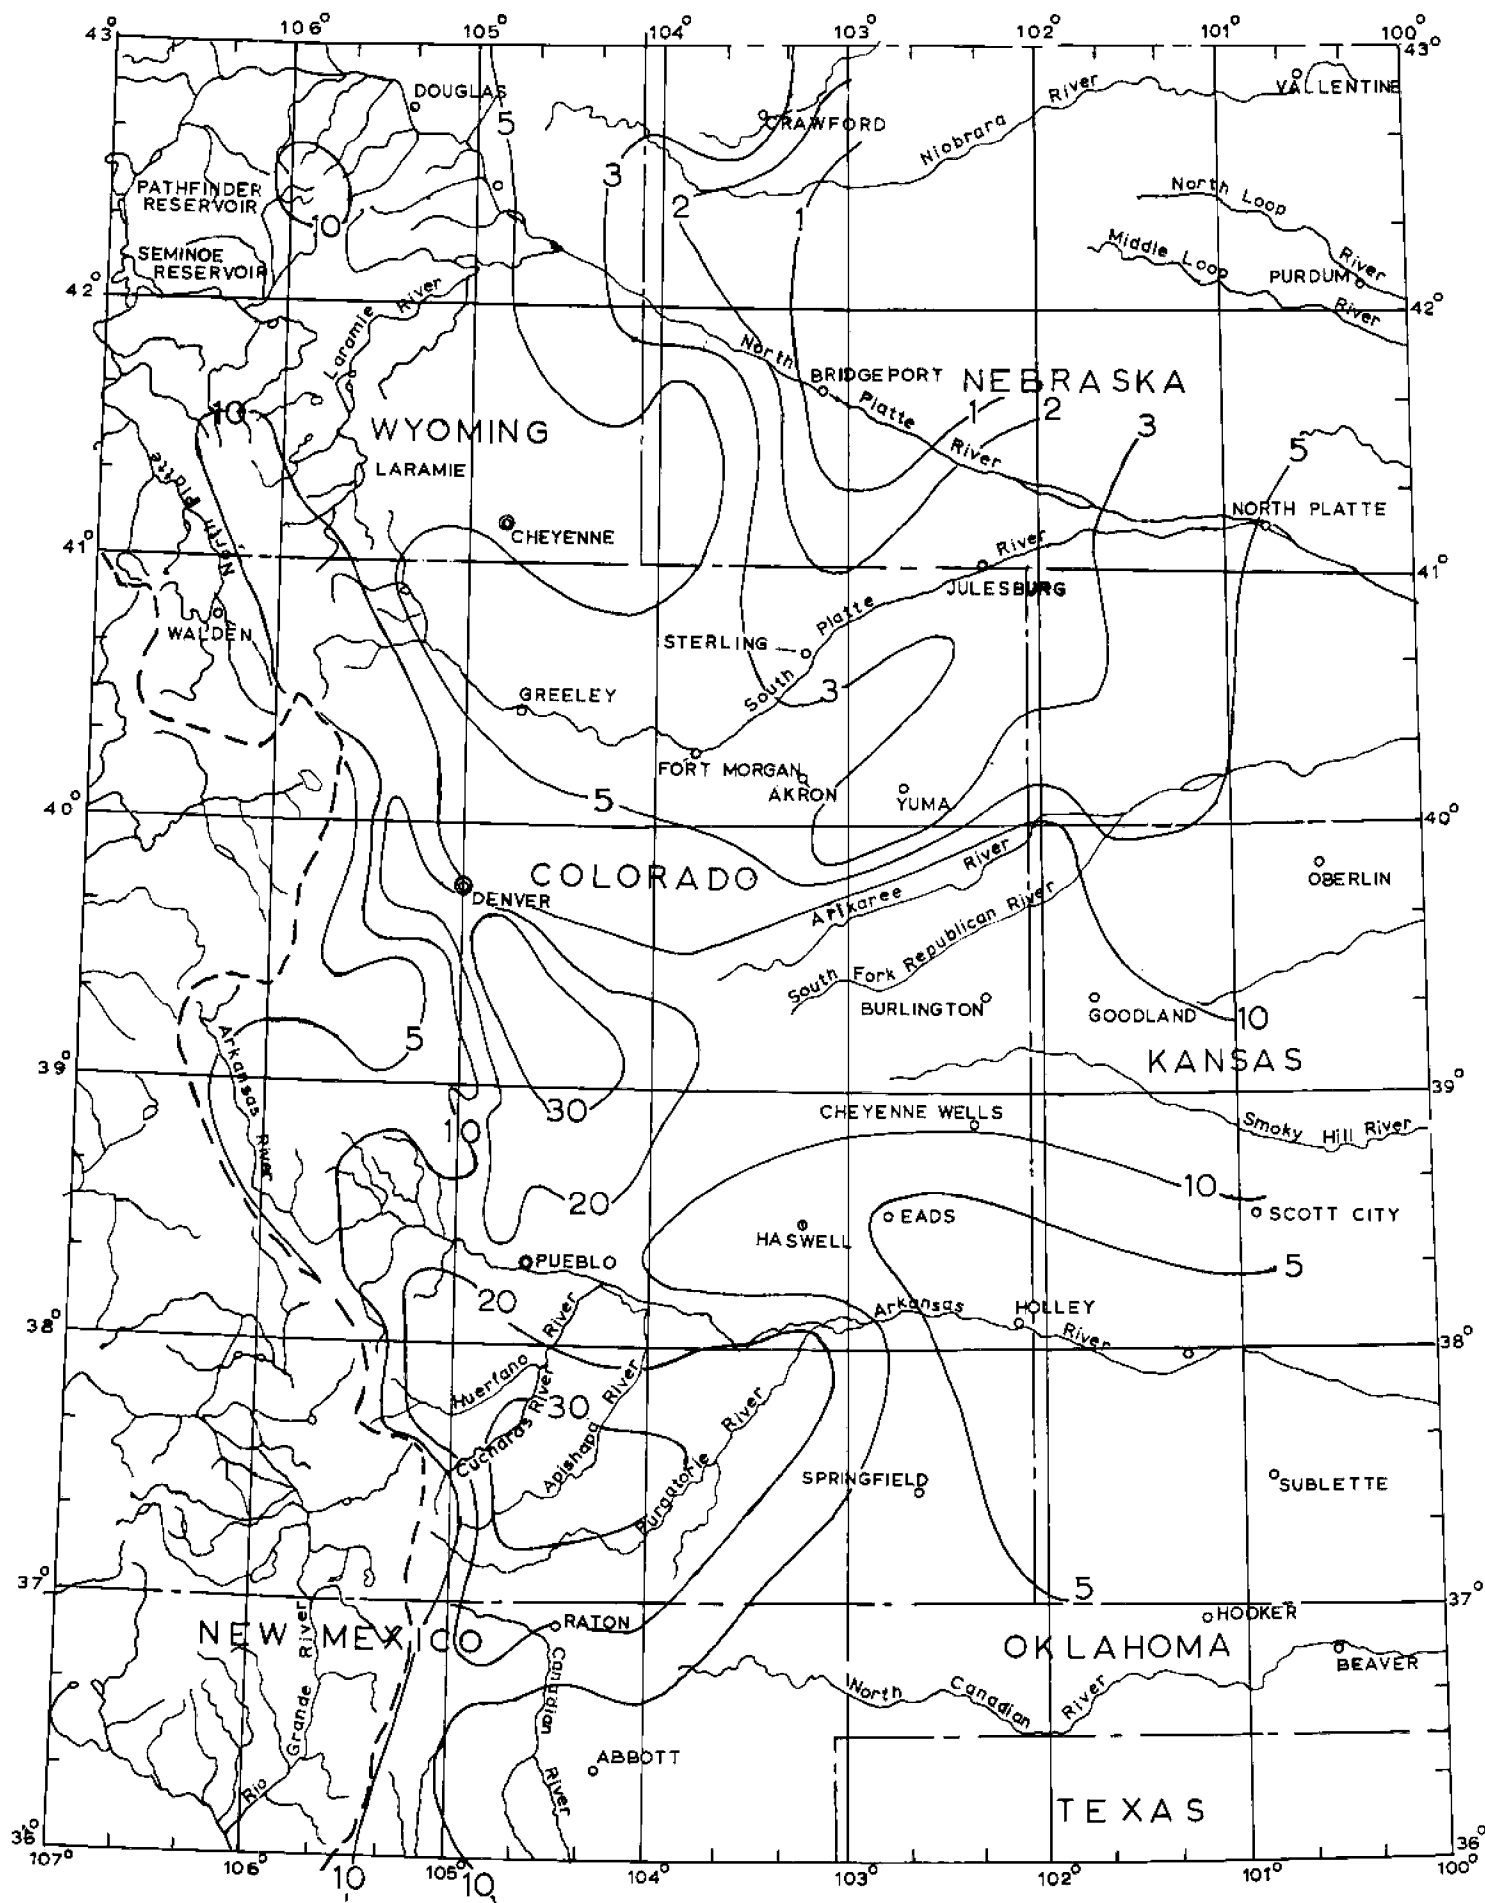 43° 106° 105° 104° 103° 102° 101° 100°
43°
DOUGLAS
VALLENTINE
5
CRAWFORD
River
Niobrara
PATHFINDER
RESERVOIR
3
North Loop
River
2
1
10
SEMINOE
RESERVOIR
Middle Loop
River
PURDUM
42°
42°
Laramie River
North Platte River
BRIDGEPORT
NEBRASKA
10
WYOMING
1
2
3
5
LARAMIE
North Platte
NORTH PLATTE
CHEYENNE
41°
41°
JULESBURG
South Platte River
WALDEN
STERLING
GREELEY
3
FORT MORGAN
AKRON
YUMA
5
40°
40°
COLORADO
DENVER
OBERLIN
Arikaree River
South Fork Republican River
BURLINGTON
GOODLAND
10
5
Arkansas River
KANSAS
39°
39°
30
10
CHEYENNE WELLS
Smoky Hill River
20
10
EADS
SCOTT CITY
HASWELL
PUEBLO
5
20
Arkansas River
HOLLEY
38°
38°
Huerfano River
Cucharas River
Apishapa River
Purgatorie River
30
SPRINGFIELD
SUBLETTE
37°
37°
5
HOOKER
RATON
NEW MEXICO
OKLAHOMA
BEAVER
Rio Grande River
Canadian River
North Canadian River
ABBOTT
TEXAS
36°
36°
107° 106° 105° 104° 103° 102° 101° 100°
10
10